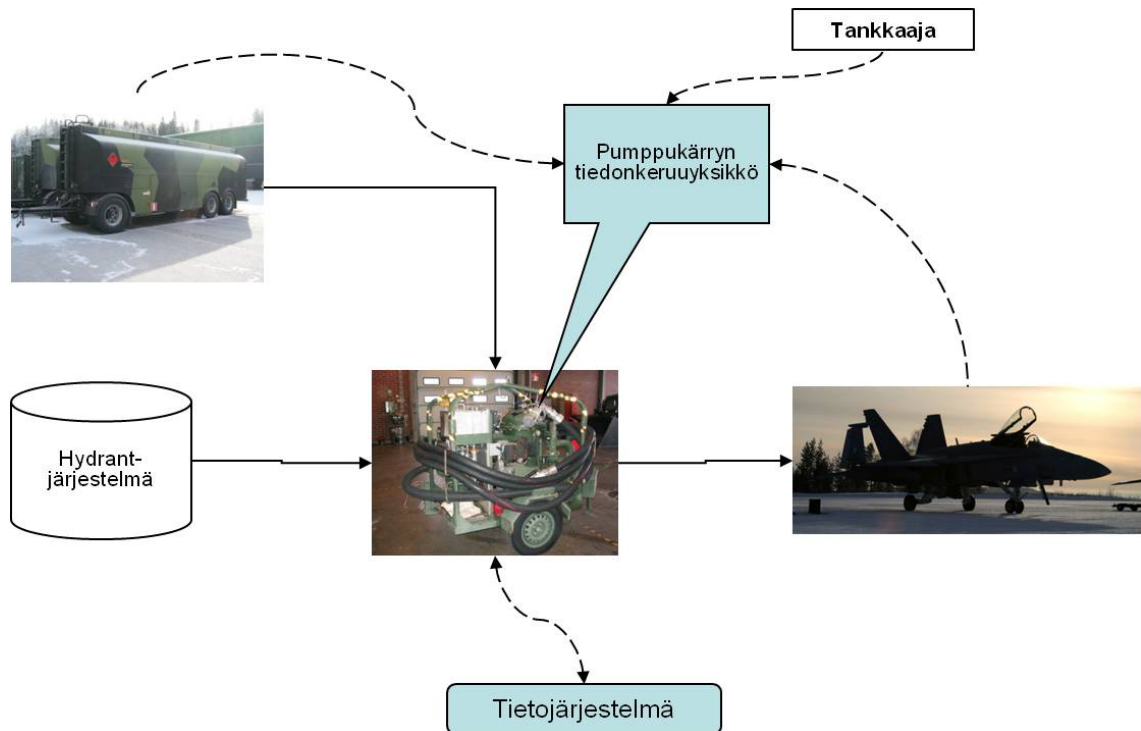 Tankkaaja
Pumppukärryn
tiedonkeruuyksikkö
Hydrant-
järjestelmä
Tietojärjestelmä